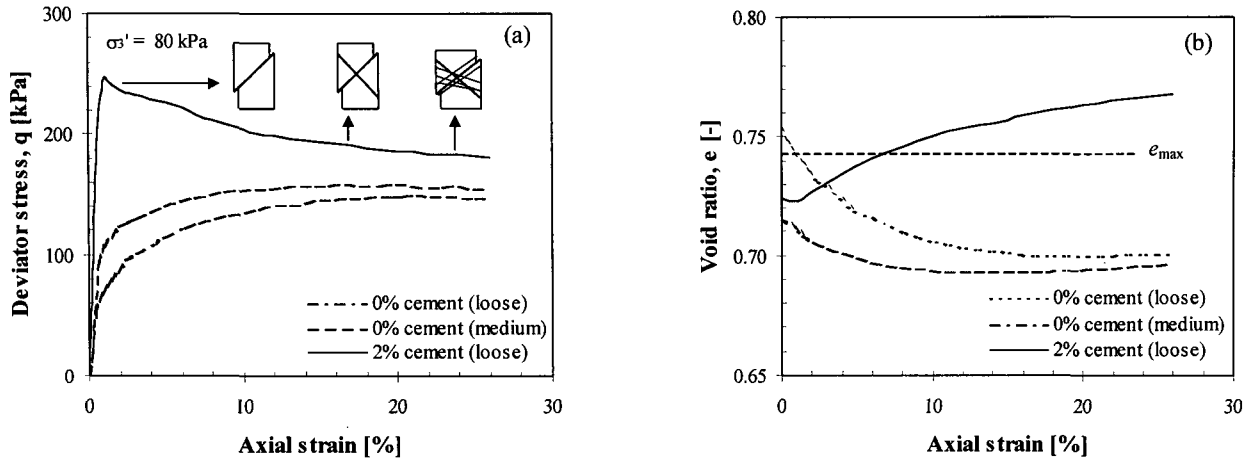 (a)
σ3' = 80 kPa
Deviator stress, q [kPa]
300
200
100
0
0% cement (loose)
0% cement (medium)
2% cement (loose)
0
10
20
30
Axial strain [%]
(b)
Void ratio, e [-]
0.80
0.75
0.70
0.65
emax
0% cement (loose)
0% cement (medium)
2% cement (loose)
0
10
20
30
Axial strain [%]